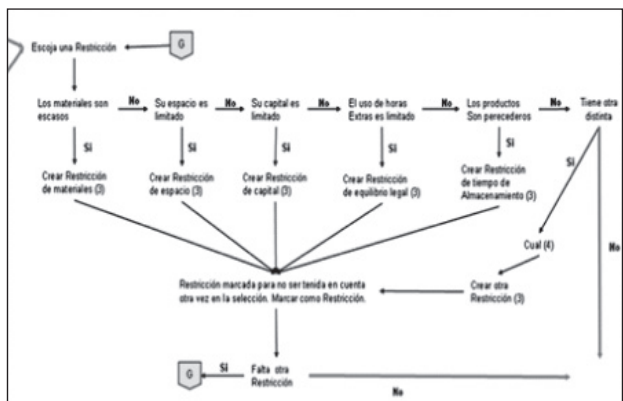 G
Escoja una Restricción
Los materiales son
escasos
No
Su espacio es
limitado
No
Su capital es
limitado
No
El uso de horas
Extras es limitado
No
Los productos
Son perecederos
No
Tiene otra
distinta
Si
Si
Si
Si
Si
Si
Crear Restricción
de materiales (3)
Crear Restricción
de espacio (3)
Crear Restricción
de capital (3)
Crear Restricción
de equilibrio legal (3)
Crear Restricción
de tiempo de
Almacenamiento (3)
Cual (4)
No
Crear otra
Restricción (3)
Restricción marcada para no ser tenida en cuenta
otra vez en la selección. Marcar como Restricción.
G
Si
Falta otra
Restricción
No